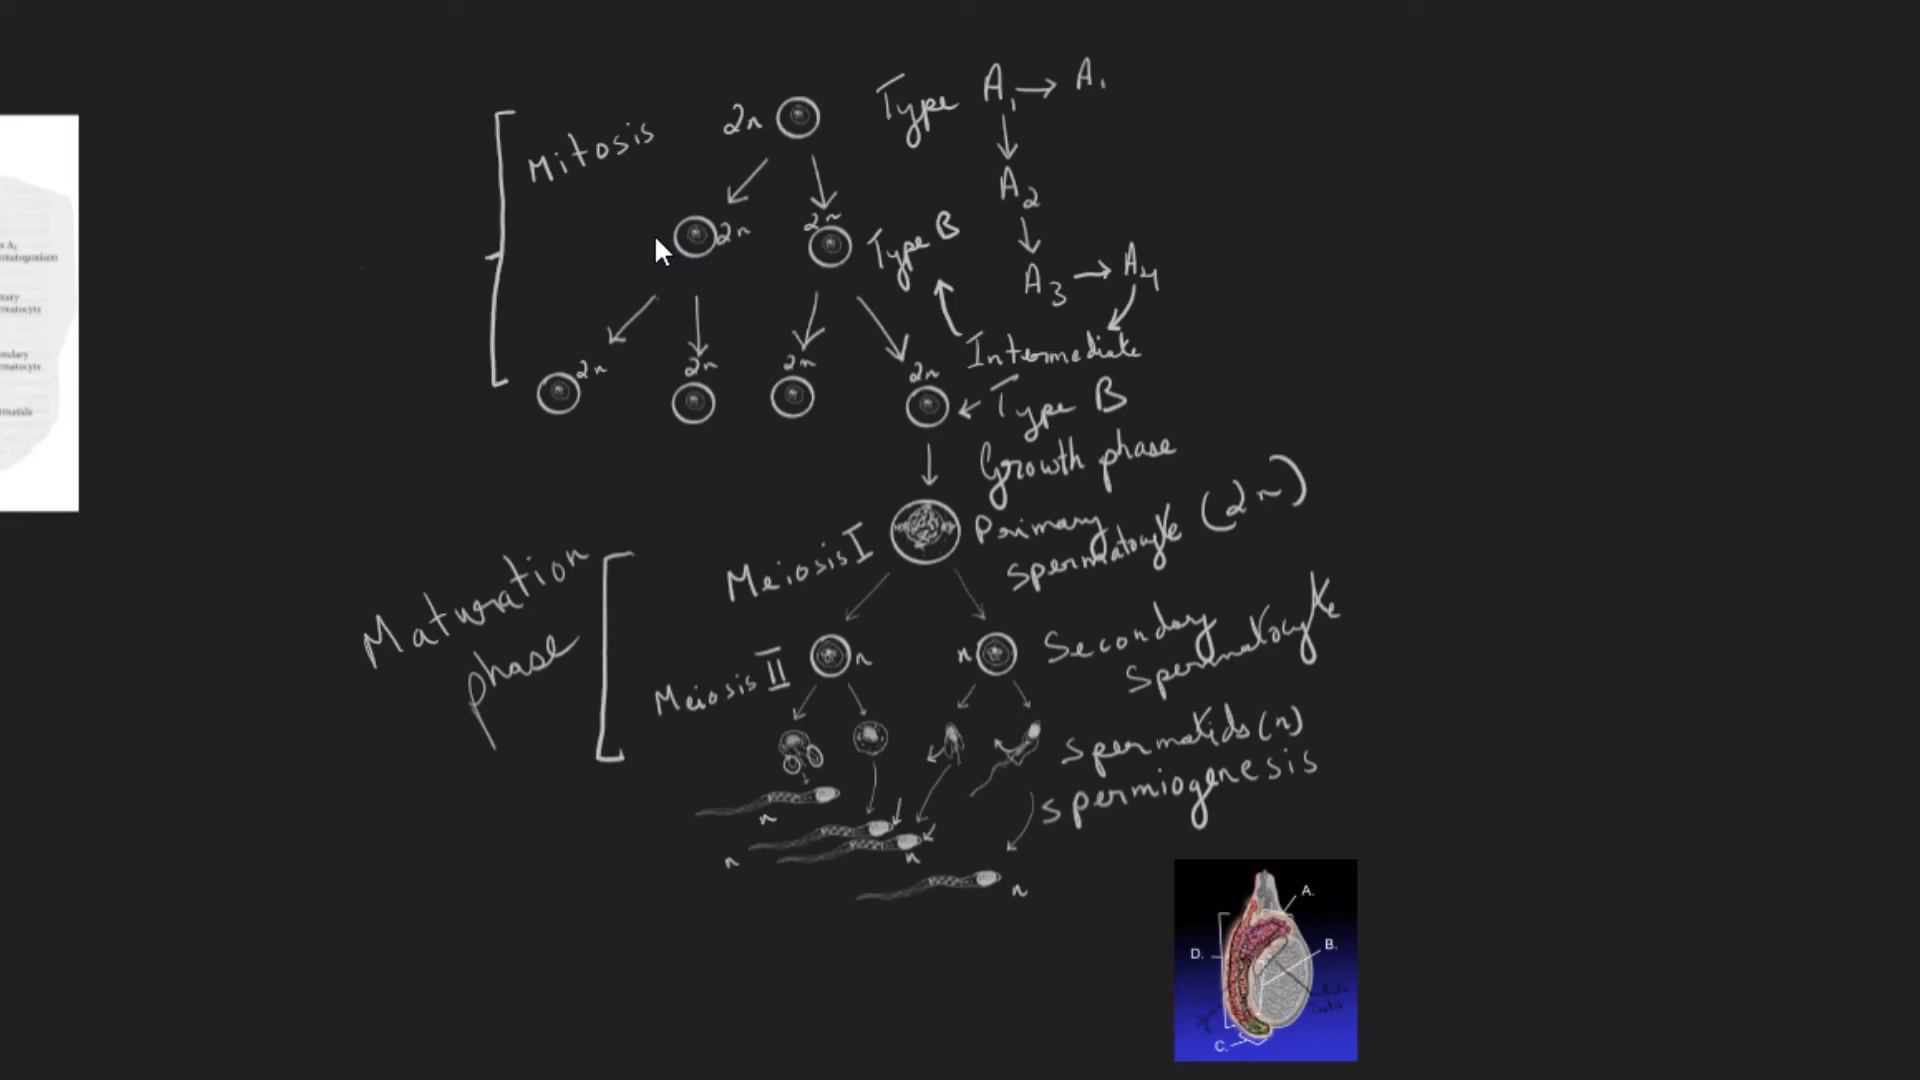 Type A1 → A1
Mitosis 2n
A2
2n 2n Type B
A3 → A4
Intermediate
2n 2n 2n 2n
← Type B
Growth phase
Meiosis I Primary
spermatocyte (2n)
Maturation
phase
n n Secondary
spermatocyte
Meiosis II
spermatids (n)
spermiogenesis
n
n n
n
A.
B.
D.
C.